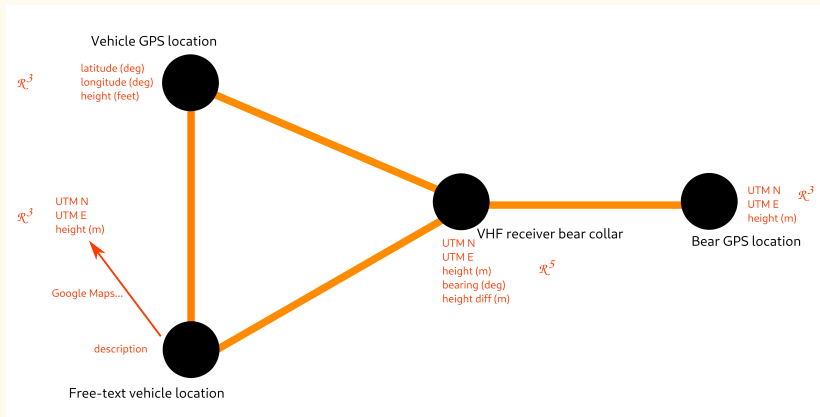 Vehicle GPS location
ℛ³
latitude (deg)
longitude (deg)
height (feet)
ℛ³
UTM N
UTM E
height (m)
Google Maps...
description
Free-text vehicle location
VHF receiver bear collar
UTM N
UTM E
height (m)
bearing (deg)
height diff (m)
ℛ⁵
UTM N
UTM E
height (m)
ℛ³
Bear GPS location